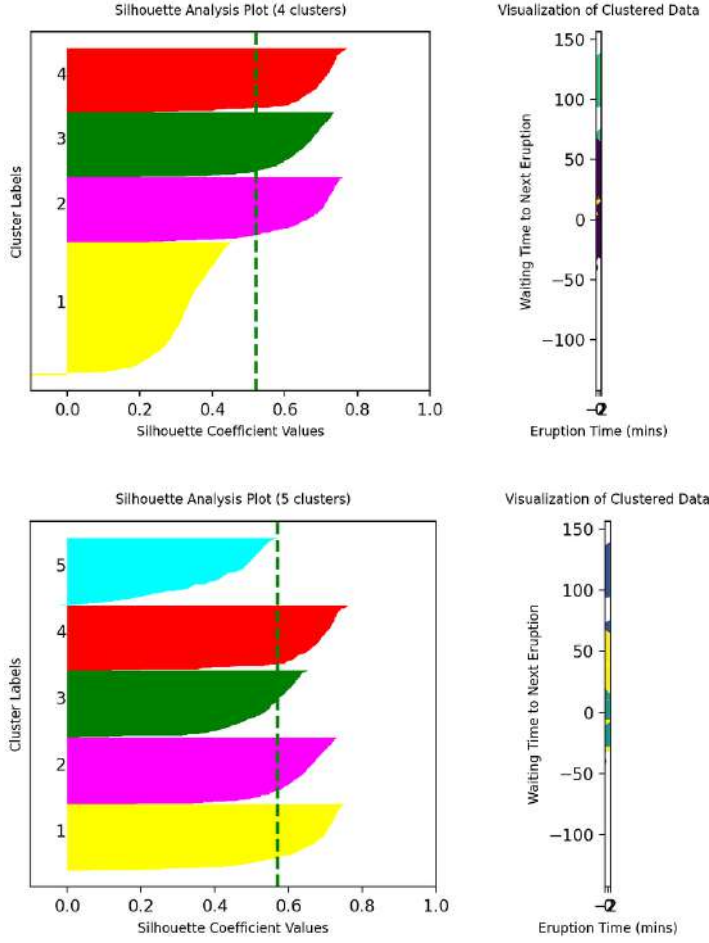 Silhouette Analysis Plot (4 clusters)
Visualization of Clustered Data
Cluster Labels
4
3
2
1
0.0 0.2 0.4 0.6 0.8 1.0
Silhouette Coefficient Values
Waiting Time to Next Eruption
150
100
50
0
−50
−100
Eruption Time (mins)
Silhouette Analysis Plot (5 clusters)
Visualization of Clustered Data
Cluster Labels
5
4
3
2
1
0.0 0.2 0.4 0.6 0.8 1.0
Silhouette Coefficient Values
Waiting Time to Next Eruption
150
100
50
0
−50
−100
Eruption Time (mins)